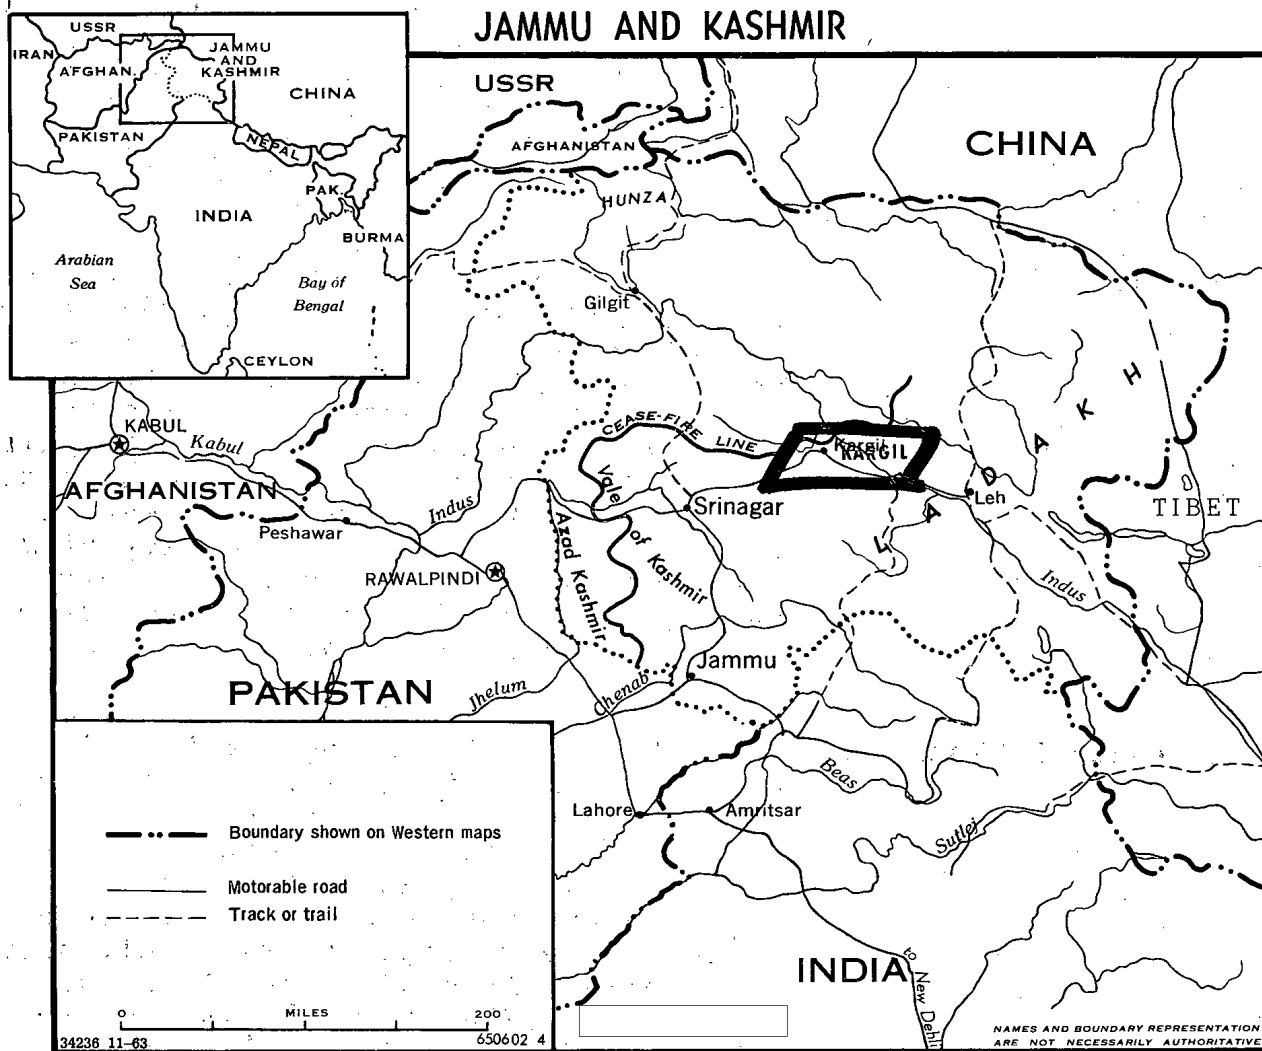 JAMMU AND KASHMIR
USSR
IRAN
AFGHAN.
JAMMU
AND
KASHMIR
CHINA
PAKISTAN
NEPAL
PAK.
INDIA
BURMA
Arabian
Sea
Bay of
Bengal
CEYLON
USSR
AFGHANISTAN
CHINA
HUNZA
Gilgit
KABUL
Kabul
CEASE-FIRE LINE
Kargil
KARGIL
LADAKH
AFGHANISTAN
Indus
Vale of Kashmir
Srinagar
Leh
TIBET
Peshawar
Azad Kashmir
RAWALPINDI
Indus
Jammu
PAKISTAN
Jhelum
Chenab
Beas
Lahore
Amritsar
Sutlej
Boundary shown on Western maps
Motorable road
Track or trail
INDIA
to New Dehli
0 MILES 200
34236 11-63
650602 4
NAMES AND BOUNDARY REPRESENTATION
ARE NOT NECESSARILY AUTHORITATIVE